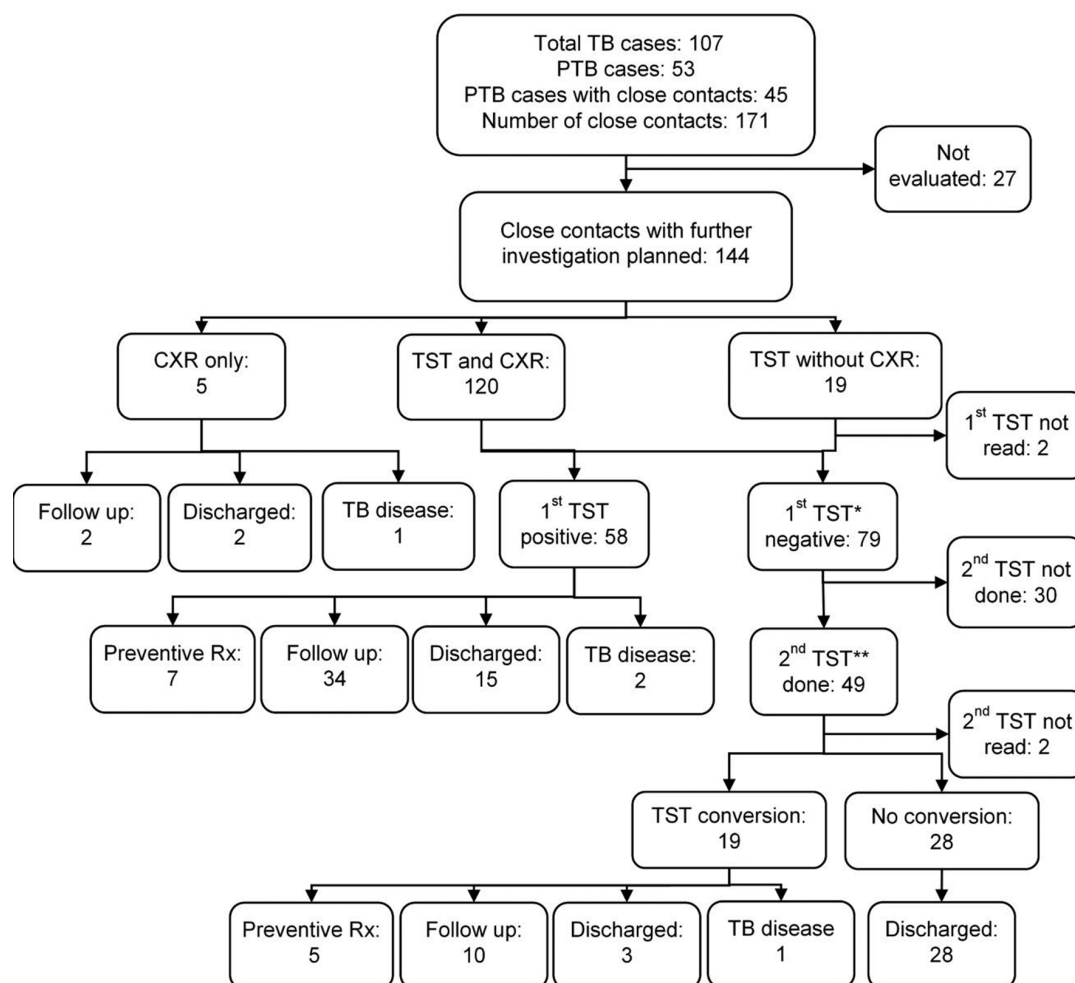 Total TB cases: 107
PTB cases: 53
PTB cases with close contacts: 45
Number of close contacts: 171
Not
evaluated: 27
Close contacts with further
investigation planned: 144
CXR only:
5
TST and CXR:
120
TST without CXR:
19
1st TST not
read: 2
Follow up:
2
Discharged:
2
TB disease:
1
1st TST
positive: 58
1st TST*
negative: 79
2nd TST not
done: 30
Preventive Rx:
7
Follow up:
34
Discharged:
15
TB disease:
2
2nd TST**
done: 49
2nd TST not
read: 2
TST conversion:
19
No conversion:
28
Preventive Rx:
5
Follow up:
10
Discharged:
3
TB disease
1
Discharged:
28